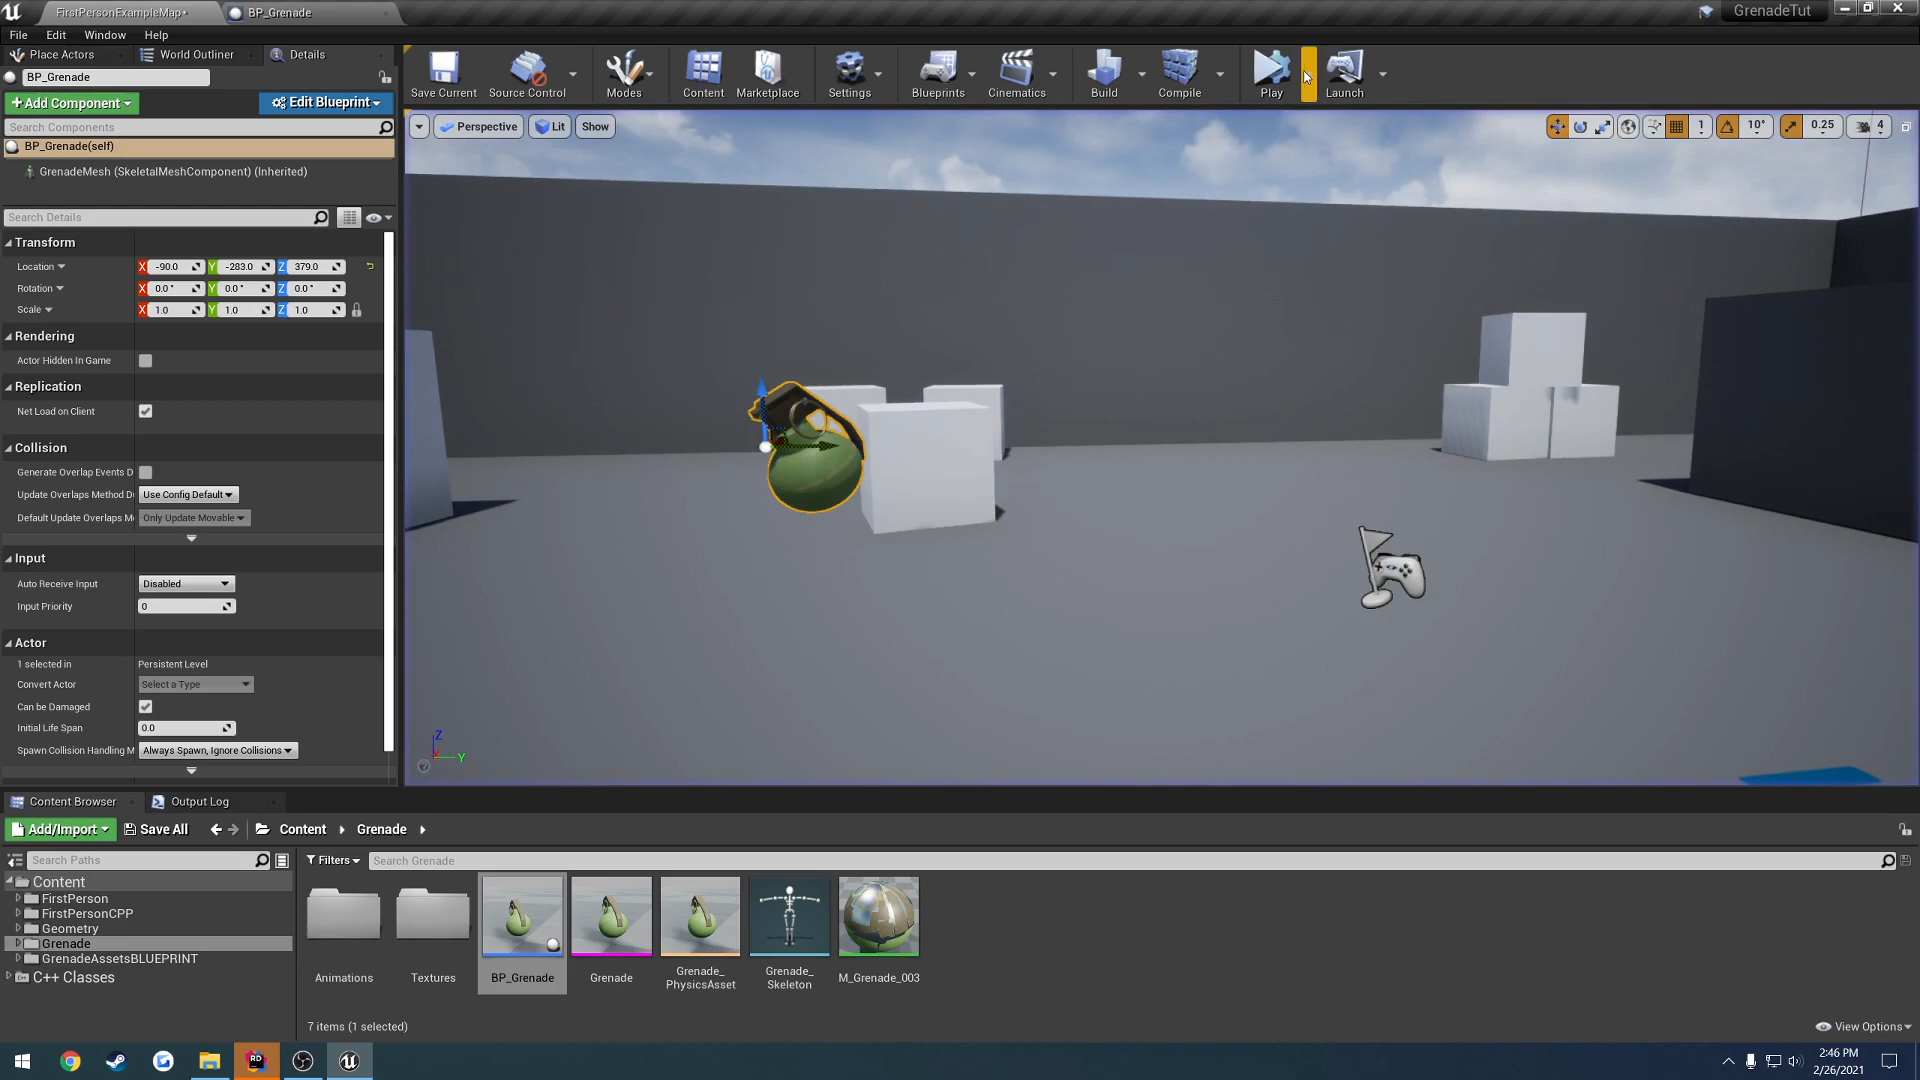 FirstPersonExampleMap*
BP_Grenade
GrenadeTut
File Edit Window Help
Place Actors World Outliner Details
BP_Grenade
+Add Component
Edit Blueprint
Search Components
BP_Grenade(self)
GrenadeMesh (SkeletalMeshComponent) (Inherited)
Search Details
Transform
Location X -90.0 Y -283.0 Z 379.0
Rotation X 0.0° Y 0.0° Z 0.0°
Scale X 1.0 Y 1.0 Z 1.0
Rendering
Actor Hidden In Game
Replication
Net Load on Client
Collision
Generate Overlap Events D
Update Overlaps Method D Use Config Default
Default Update Overlaps M Only Update Movable
Input
Auto Receive Input Disabled
Input Priority 0
Actor
1 selected in Persistent Level
Convert Actor Select a Type
Can be Damaged
Initial Life Span 0.0
Spawn Collision Handling M Always Spawn, Ignore Collisions
Save Current Source Control Modes Content Marketplace Settings Blueprints Cinematics Build Compile Play Launch
Perspective Lit Show
1 10° 0.25 4
Z
Y
Content Browser Output Log
Add/Import Save All Content Grenade
Search Paths
Filters Search Grenade
Content
FirstPerson
FirstPersonCPP
Geometry
Grenade
GrenadeAssetsBLUEPRINT
C++ Classes
Animations Textures BP_Grenade Grenade Grenade_ PhysicsAsset Grenade_ Skeleton M_Grenade_003
7 items (1 selected)
View Options
RD
2:46 PM
2/26/2021